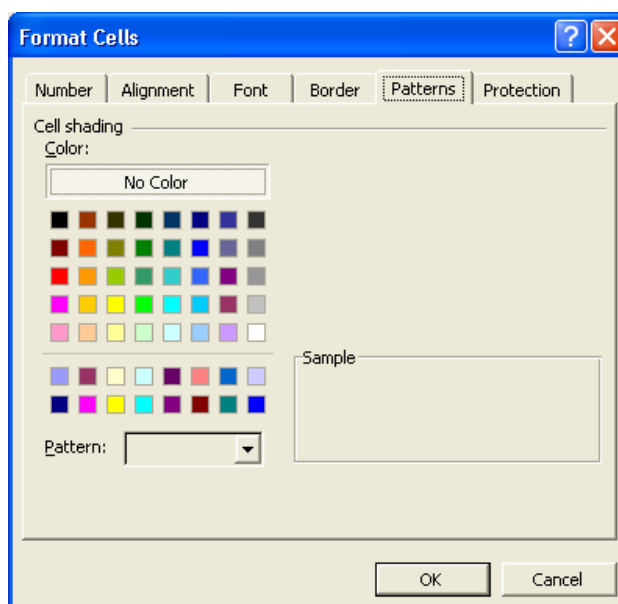 Format Cells
Number Alignment Font Border Patterns Protection
Cell shading
Color:
No Color
Sample
Pattern:
OK Cancel